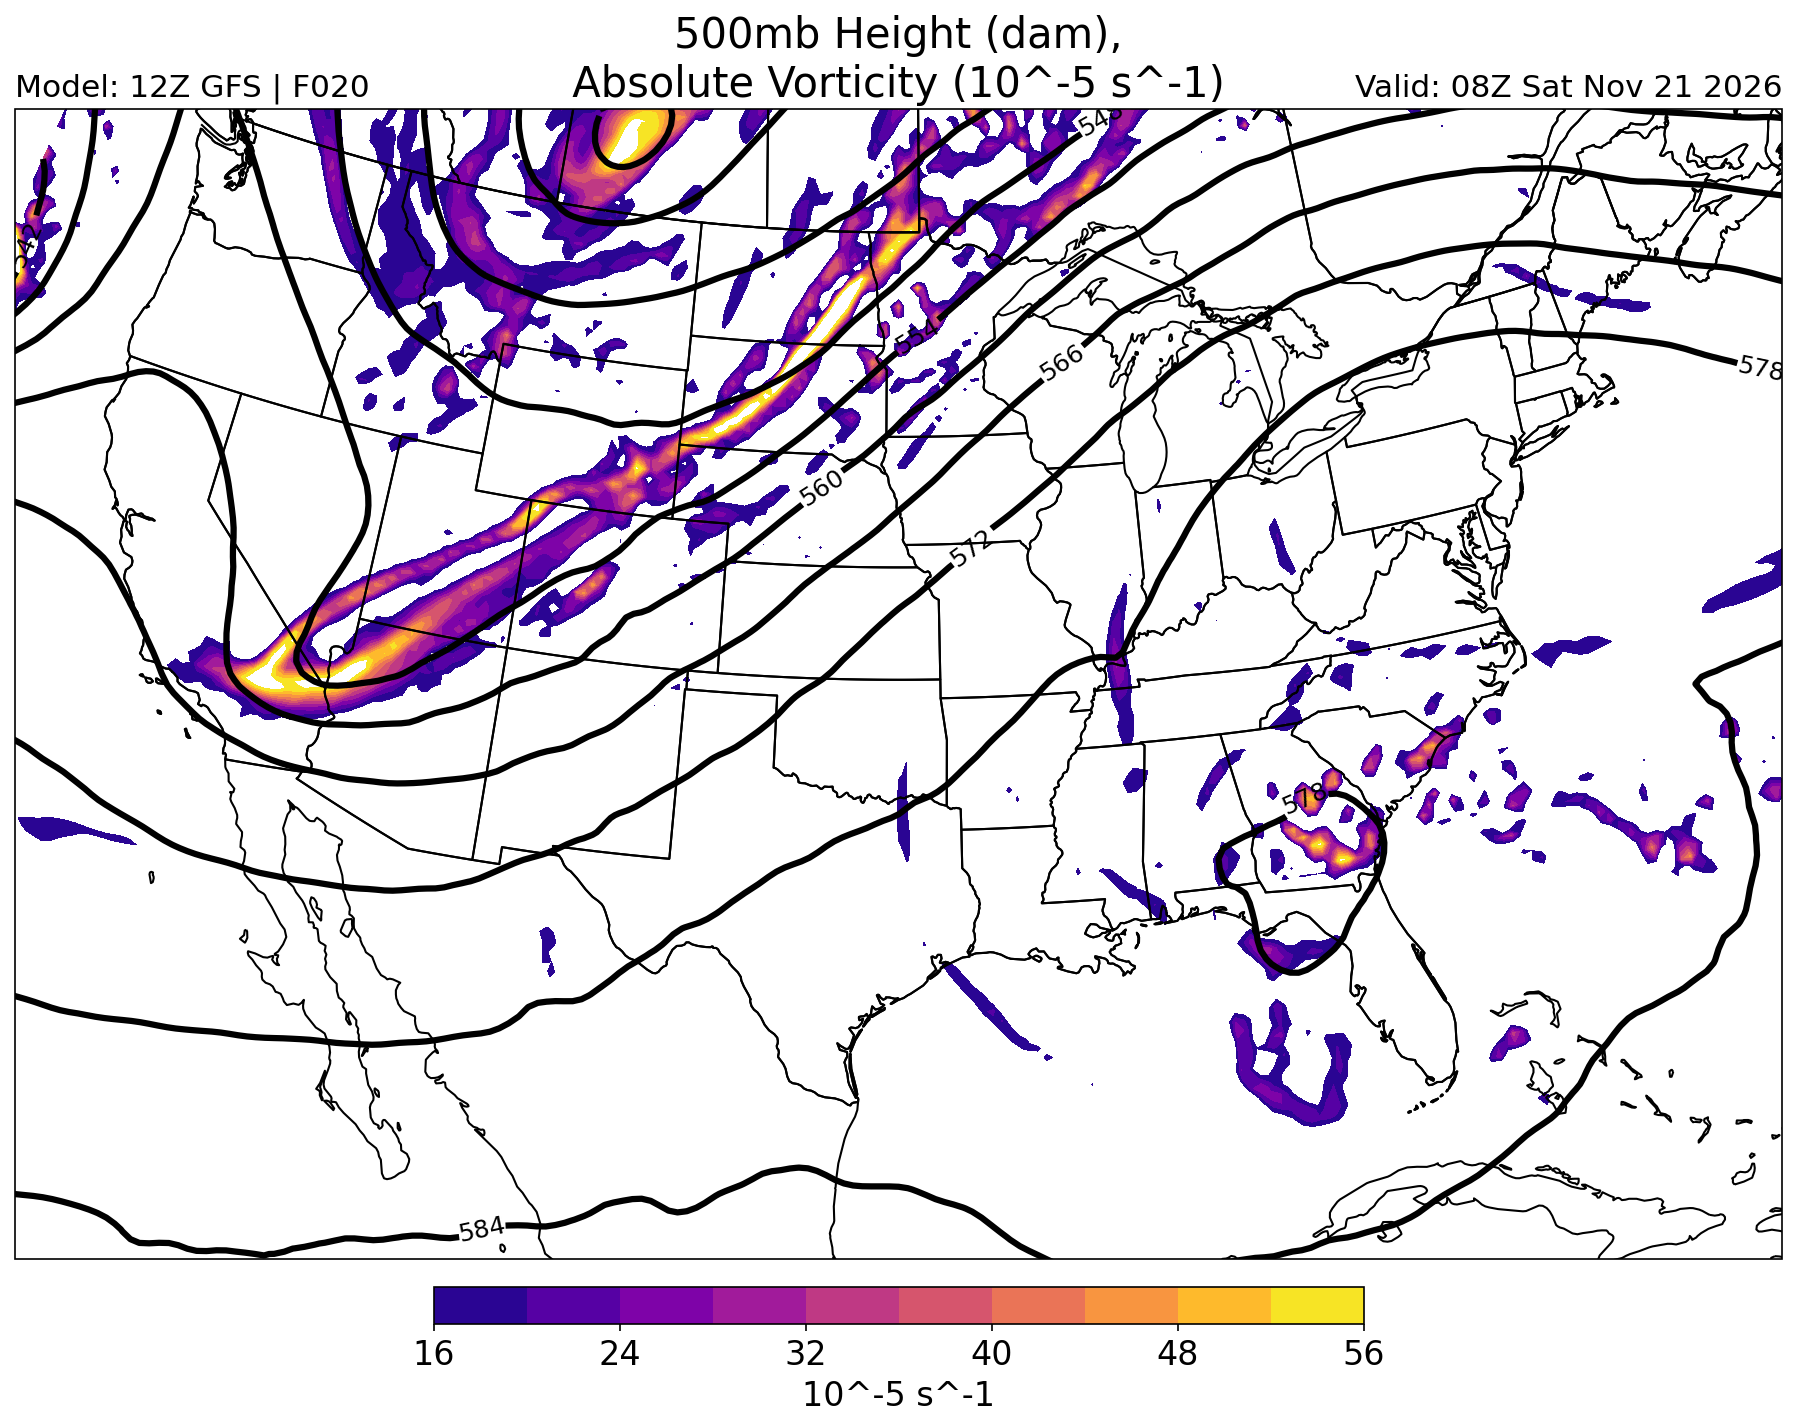 500mb Height (dam),
Absolute Vorticity (10^-5 s^-1)
Model: 12Z GFS | F020
Valid: 08Z Sat Nov 21 2026
548
542
554
566
578
560
572
578
584
16 24 32 40 48 56
10^-5 s^-1